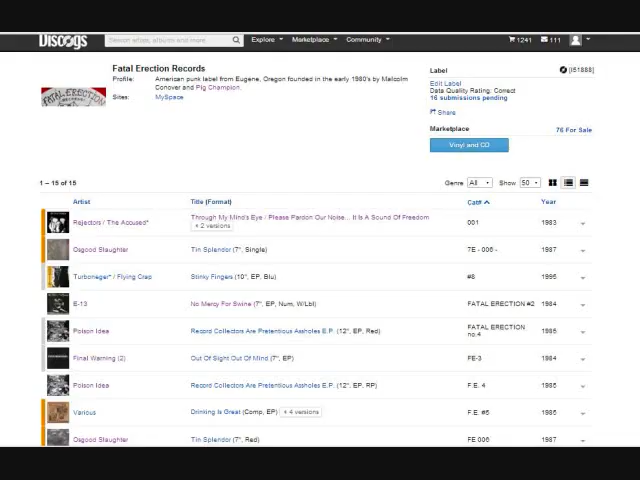 Discogs Search artists, albums and more... Explore Marketplace Community 1241 111
Fatal Erection Records
Profile: American punk label from Eugene, Oregon founded in the early 1980's by Malcolm
Conover and Pig Champion.
Sites: MySpace
FATAL ERECTION
Label [l51888]
Edit Label
Data Quality Rating: Correct
16 submissions pending
Share
Marketplace 76 For Sale
Vinyl and CD
1 – 15 of 15 Genre All Show 50
Artist Title (Format) Cat# Year
Rejectors / The Accused* Through My Mind's Eye / Please Pardon Our Noise... It Is A Sound Of Freedom 001 1983
+ 2 versions
Osgood Slaughter Tin Splendor (7", Single) 7E - 006 - 1987
Turboneger* / Flying Crap Stinky Fingers (10", EP, Blu) #8 1995
E-13 No Mercy For Swine (7", EP, Num, W/Lbl) FATAL ERECTION #2 1984
Poison Idea Record Collectors Are Pretentious Assholes E.P. (12", EP, Red) FATAL ERECTION no.4 1985
Final Warning (2) Out Of Sight Out Of Mind (7", EP) FE-3 1984
Poison Idea Record Collectors Are Pretentious Assholes E.P. (12", EP, RP) F.E. 4 1985
Various Drinking Is Great (Comp, EP) + 4 versions F.E. #5
Osgood Slaughter Tin Splendor (7", Red) FE 006 1987